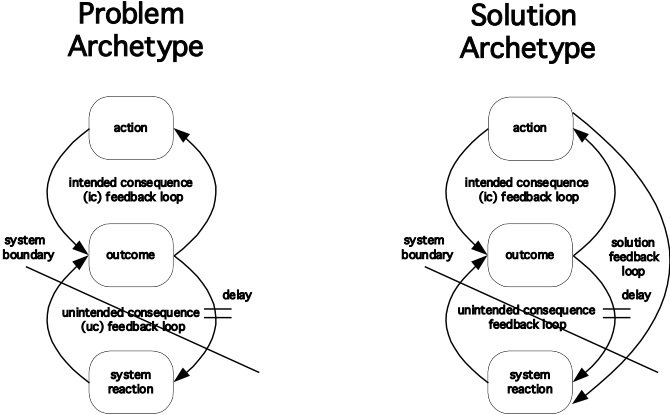 Problem
Archetype
action
intended consequence
(ic) feedback loop
system
boundary
outcome
delay
unintended consequence
(uc) feedback loop
system
reaction
Solution
Archetype
action
intended consequence
(ic) feedback loop
system
boundary
outcome
solution
feedback
loop
delay
unintended consequence
feedback loop
system
reaction